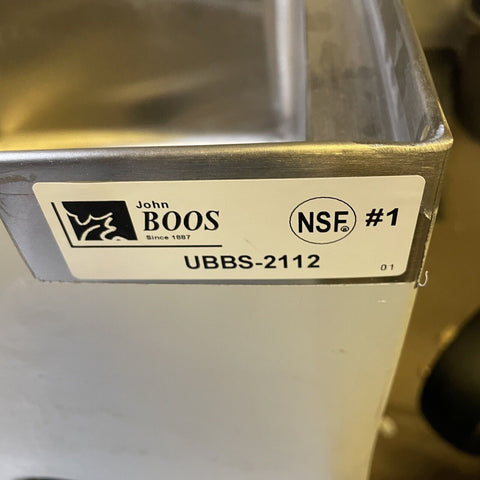 John
BOOS
Since 1887
NSF® #1
UBBS-2112
01